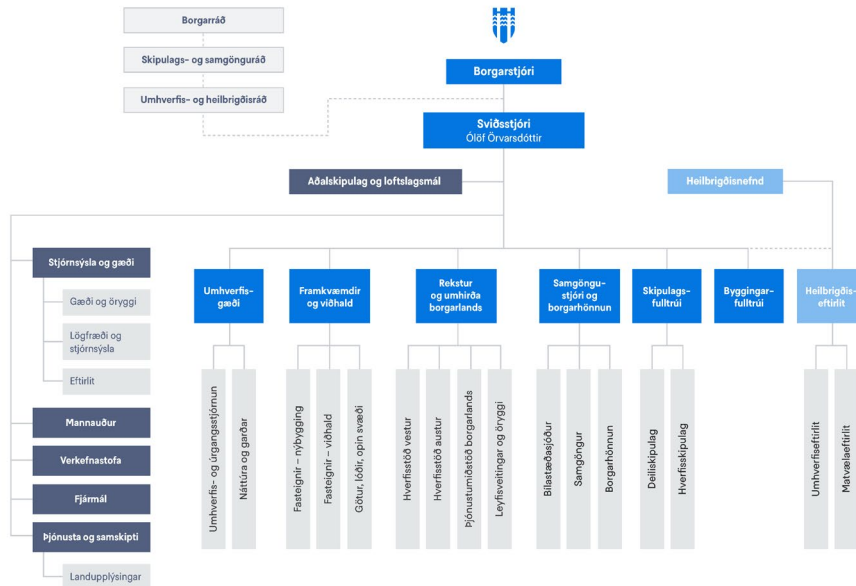 Borgarráð
Skipulags- og samgönguráð
Umhverfis- og heilbrigðisráð
Borgarstjóri
Sviðsstjóri
Ólöf Örvarsdóttir
Aðalskipulag og loftslagsmál
Heilbrigðisnefnd
Stjórnsýsla og gæði
Gæði og öryggi
Lögfræði og
stjórnsýsla
Eftirlit
Mannauður
Verkefnastofa
Fjármál
Þjónusta og samskipti
Landupplýsingar
Umhverfis-
gæði
Umhverfis- og úrgangsstjórnun
Náttúra og garðar
Framkvæmdir
og viðhald
Fasteignir – nýbygging
Fasteignir – viðhald
Götur, lóðir, opin svæði
Rekstur
og umhirða
borgarlands
Hverfisstöð vestur
Hverfisstöð austur
Þjónustumiðstöð borgarlands
Leyfisveitingar og öryggi
Samgöngu-
stjóri og
borgarhönnun
Bílastæðasjóður
Samgöngur
Borgarhönnun
Skipulags-
fulltrúi
Deiliskipulag
Hverfisskipulag
Byggingar-
fulltrúi
Heilbrigðis-
eftirlit
Umhverfiseftirlit
Matvælaeftirlit